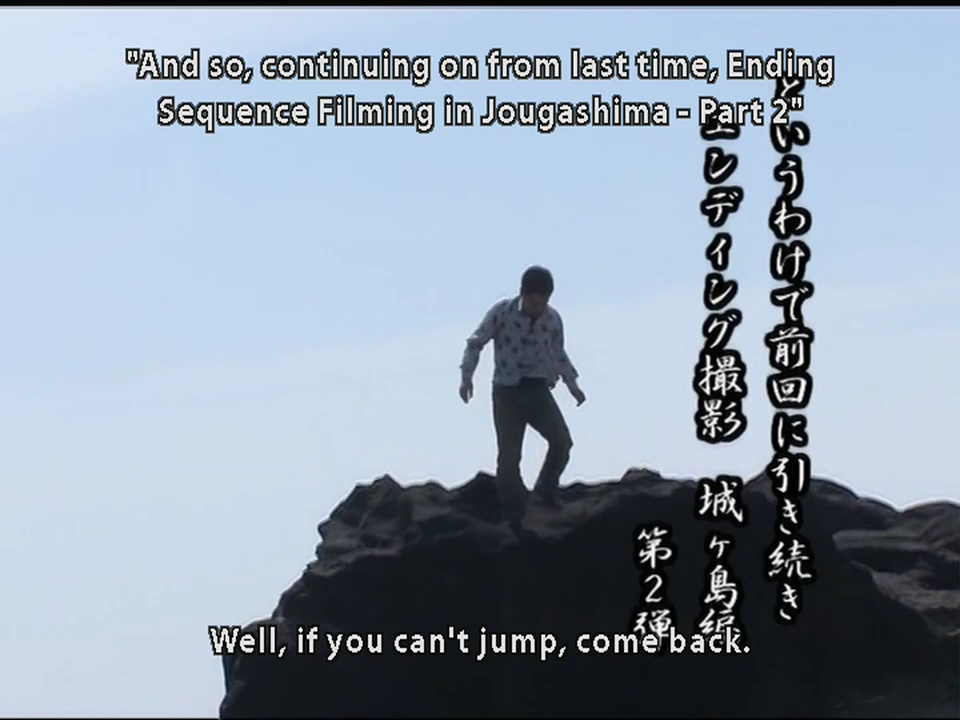 "And so, continuing on from last time, Ending
Sequence Filming in Jougashima - Part 2"
というわけで前回に引き続き
エンディング撮影　城ヶ島編
第2弾
Well, if you can't jump, come back.